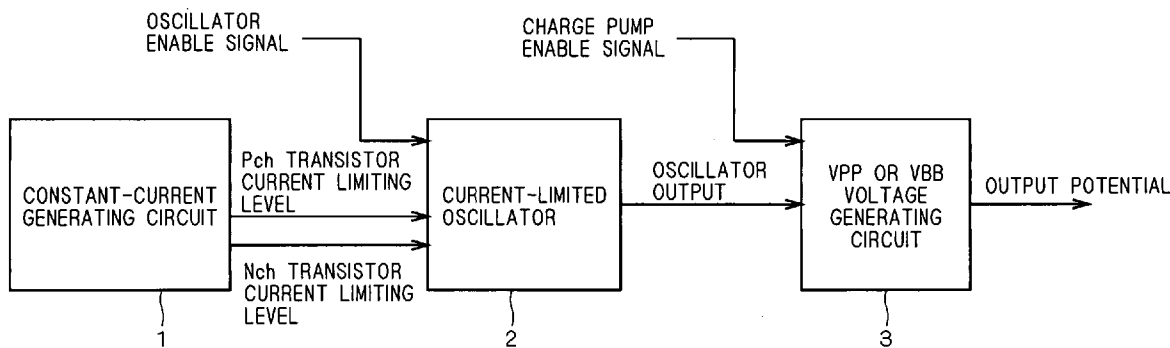 OSCILLATOR
ENABLE SIGNAL
CHARGE PUMP
ENABLE SIGNAL
CONSTANT-CURRENT
GENERATING CIRCUIT
Pch TRANSISTOR
CURRENT LIMITING
LEVEL
Nch TRANSISTOR
CURRENT LIMITING
LEVEL
CURRENT-LIMITED
OSCILLATOR
OSCILLATOR
OUTPUT
VPP OR VBB
VOLTAGE
GENERATING
CIRCUIT
OUTPUT POTENTIAL
1
2
3